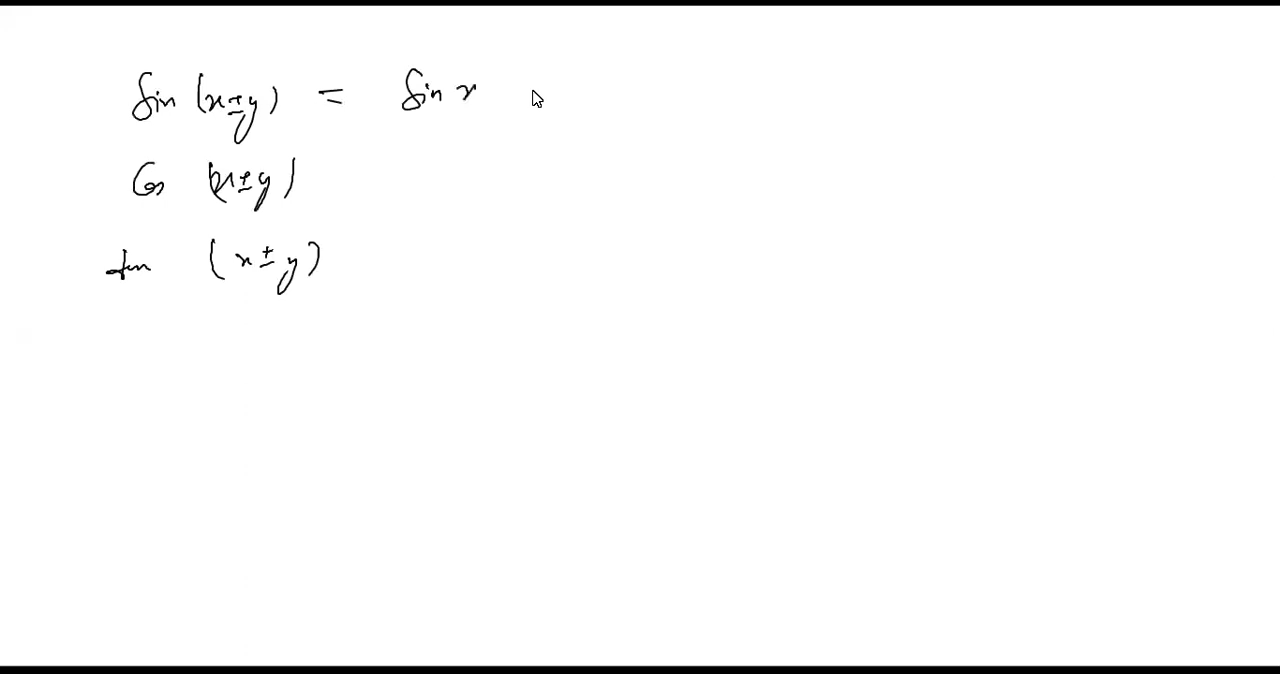 Sin (x±y) = Sin x
Cos (x±y)
tan (x±y)